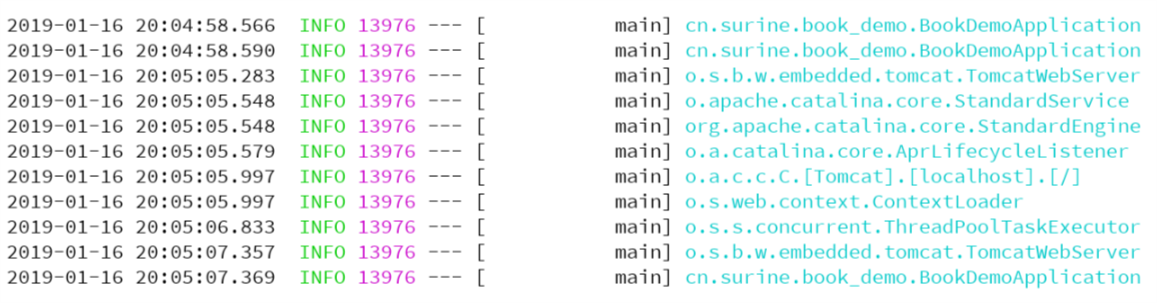 2019-01-16 20:04:58.566  INFO 13976 --- [           main] cn.surine.book_demo.BookDemoApplication
2019-01-16 20:04:58.590  INFO 13976 --- [           main] cn.surine.book_demo.BookDemoApplication
2019-01-16 20:05:05.283  INFO 13976 --- [           main] o.s.b.w.embedded.tomcat.TomcatWebServer
2019-01-16 20:05:05.548  INFO 13976 --- [           main] o.apache.catalina.core.StandardService
2019-01-16 20:05:05.548  INFO 13976 --- [           main] org.apache.catalina.core.StandardEngine
2019-01-16 20:05:05.579  INFO 13976 --- [           main] o.a.catalina.core.AprLifecycleListener
2019-01-16 20:05:05.997  INFO 13976 --- [           main] o.a.c.c.C.[Tomcat].[localhost].[/]
2019-01-16 20:05:05.997  INFO 13976 --- [           main] o.s.web.context.ContextLoader
2019-01-16 20:05:06.833  INFO 13976 --- [           main] o.s.s.concurrent.ThreadPoolTaskExecutor
2019-01-16 20:05:07.357  INFO 13976 --- [           main] o.s.b.w.embedded.tomcat.TomcatWebServer
2019-01-16 20:05:07.369  INFO 13976 --- [           main] cn.surine.book_demo.BookDemoApplication